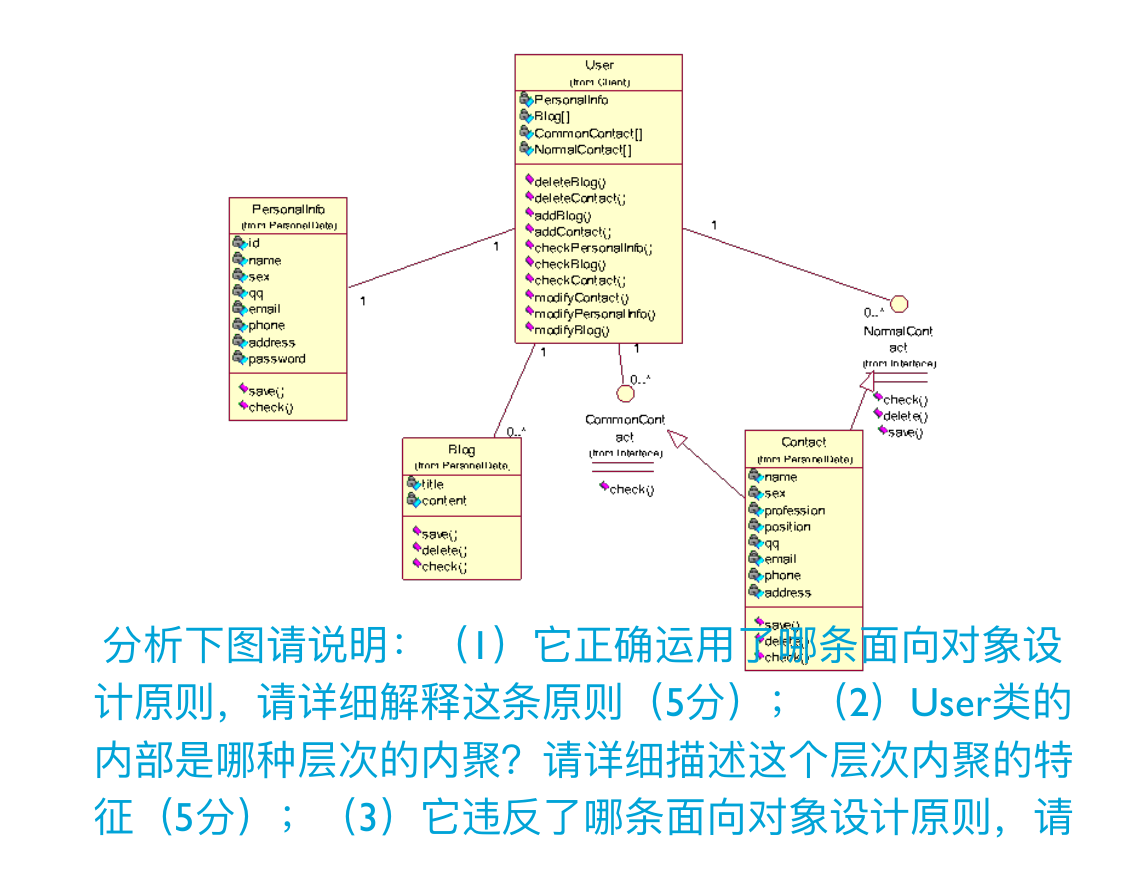 User
(from Client)
PersonalInfo
Blog[]
CommonContact[]
NormalContact[]
deleteBlog()
deleteContact()
addBlog()
addContact()
checkPersonalInfo()
checkBlog()
checkContact()
modifyContact()
modifyPersonalInfo()
modifyBlog()
PersonalInfo
(from PersonalData)
id
name
sex
qq
email
phone
address
password
save()
check()
1
1
1
0..*
1
0..*
1
0..*
Blog
(from PersonalData)
title
content
save()
delete()
check()
CommonCont
act
(from Interface)
check()
NormalCont
act
(from Interface)
check()
delete()
save()
Contact
(from PersonalData)
name
sex
profession
position
qq
email
phone
address
save()
delete()
check()
分析下图请说明：（1）它正确运用了哪条面向对象设
计原则，请详细解释这条原则（5分）；（2）User类的
内部是哪种层次的内聚？请详细描述这个层次内聚的特
征（5分）；（3）它违反了哪条面向对象设计原则，请